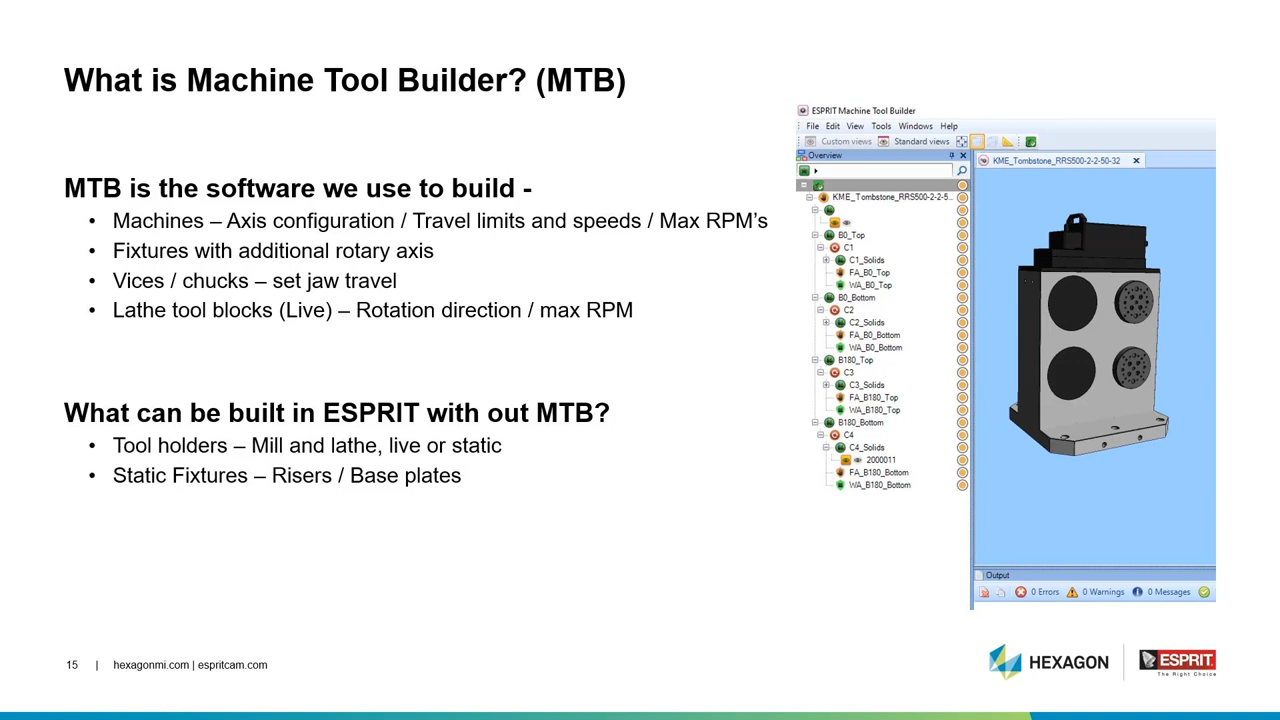 What is Machine Tool Builder? (MTB)
MTB is the software we use to build -
• Machines – Axis configuration / Travel limits and speeds / Max RPM's
• Fixtures with additional rotary axis
• Vices / chucks – set jaw travel
• Lathe tool blocks (Live) – Rotation direction / max RPM
What can be built in ESPRIT with out MTB?
• Tool holders – Mill and lathe, live or static
• Static Fixtures – Risers / Base plates
ESPRIT Machine Tool Builder
File Edit View Tools Windows Help
Custom views Standard views
Overview
KME_Tombstone_RRS500-2-2-50-32
KME_Tombstone_RRS500-2-2-5...
B0_Top
C1
C1_Solids
FA_B0_Top
WA_B0_Top
B0_Bottom
C2
C2_Solids
FA_B0_Bottom
WA_B0_Bottom
B180_Top
C3
C3_Solids
FA_B180_Top
WA_B180_Top
B180_Bottom
C4
C4_Solids
2000011
FA_B180_Bottom
WA_B180_Bottom
Output
0 Errors 0 Warnings 0 Messages
15 | hexagonmi.com | espritcam.com
HEXAGON
ESPRIT
The Right Choice